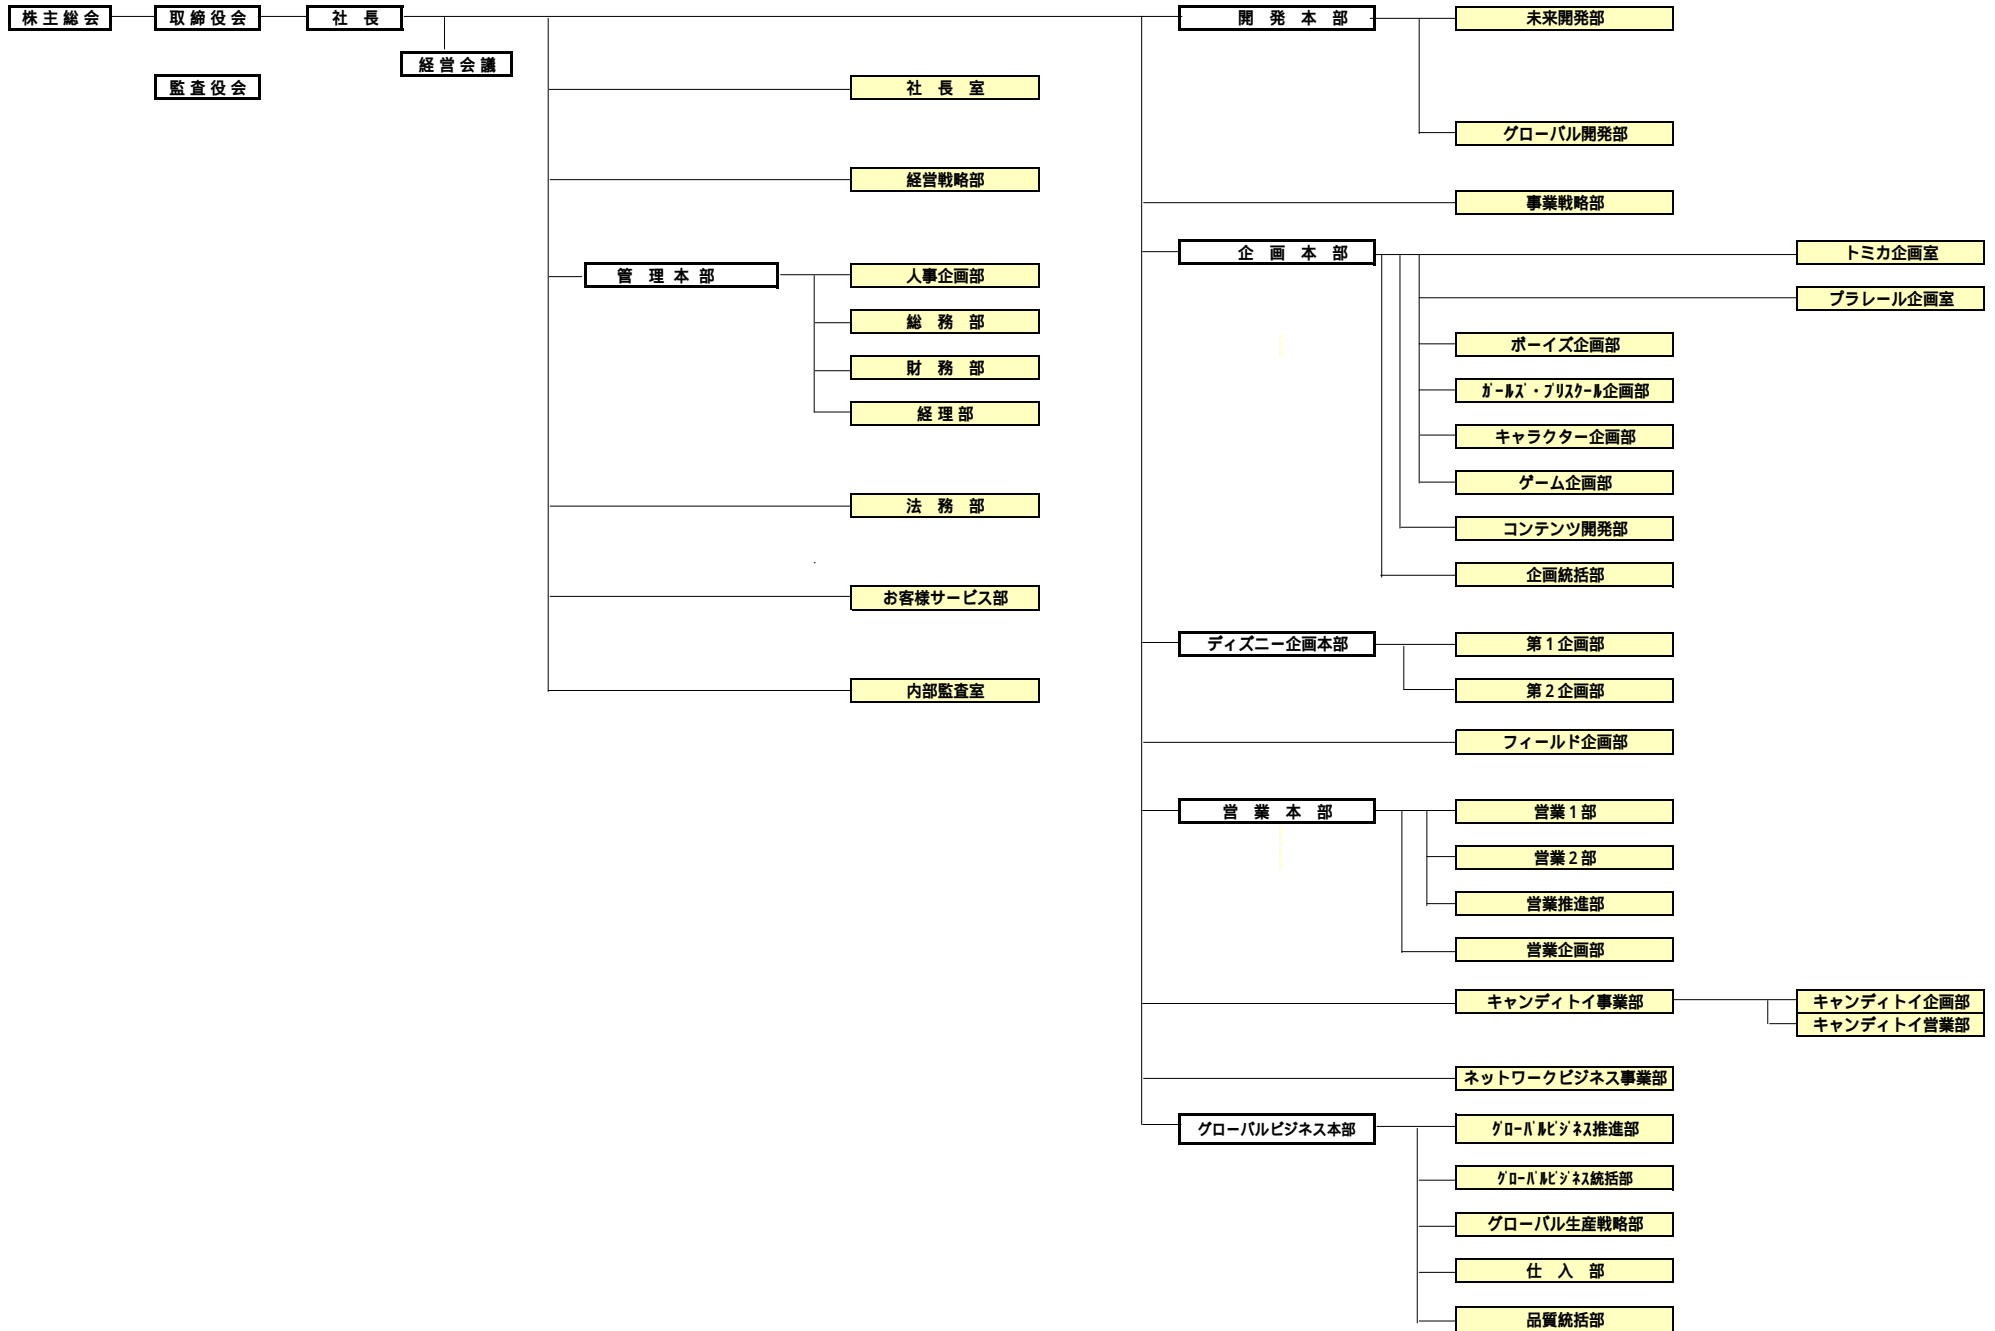 株主総会
取締役会
社　長
経営会議
監査役会
社　長　室
経営戦略部
管　理 本 部
人事企画部
総　務　部
財　務　部
経 理 部
法　務　部
お客様サービス部
内部監査室
開　発　本　部
未来開発部
グローバル開発部
事業戦略部
企　画　本　部
トミカ企画室
プラレール企画室
ボーイズ企画部
ｶﾞｰﾙｽﾞ・ﾌﾟﾘｽｸｰﾙ企画部
キャラクター企画部
ゲーム企画部
コンテンツ開発部
企画統括部
ディズニー企画本部
第１企画部
第２企画部
フィールド企画部
営　業　本　部
営業１部
営業２部
営業推進部
営業企画部
キャンディトイ事業部
キャンディトイ企画部
キャンディトイ営業部
ネットワークビジネス事業部
グローバルビジネス本部
ｸﾞﾛｰﾊﾞﾙﾋﾞｼﾞﾈｽ推進部
ｸﾞﾛｰﾊﾞﾙﾋﾞｼﾞﾈｽ統括部
グローバル生産戦略部
仕　入　部
品質統括部